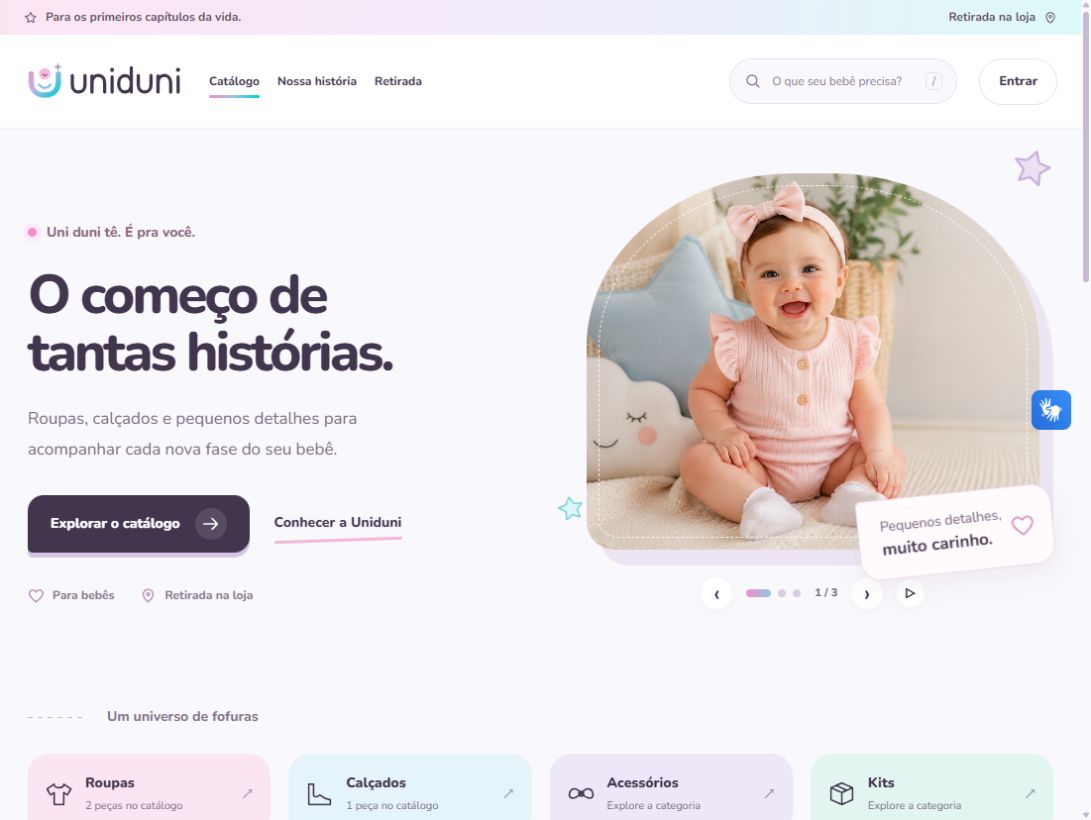 Para os primeiros capítulos da vida.
Retirada na loja
uniduni
Catálogo
Nossa história
Retirada
O que seu bebê precisa?
/
Entrar
Uni duni tê. É pra você.
O começo de
tantas histórias.
Roupas, calçados e pequenos detalhes para
acompanhar cada nova fase do seu bebê.
Explorar o catálogo
Conhecer a Uniduni
Para bebês
Retirada na loja
Pequenos detalhes,
muito carinho.
1 / 3
Um universo de fofuras
Roupas
2 peças no catálogo
Calçados
1 peça no catálogo
Acessórios
Explore a categoria
Kits
Explore a categoria